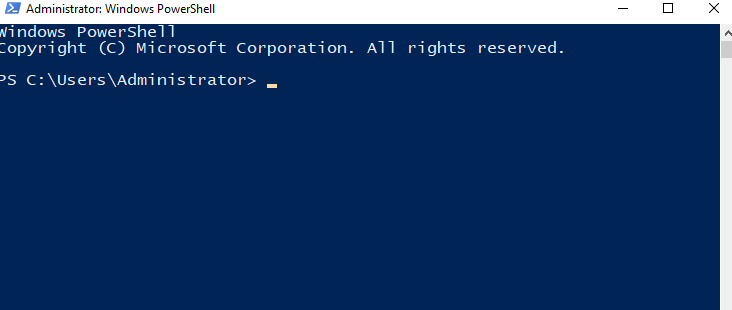 Administrator: Windows PowerShell
Windows PowerShell
Copyright (C) Microsoft Corporation. All rights reserved.
PS C:\Users\Administrator>